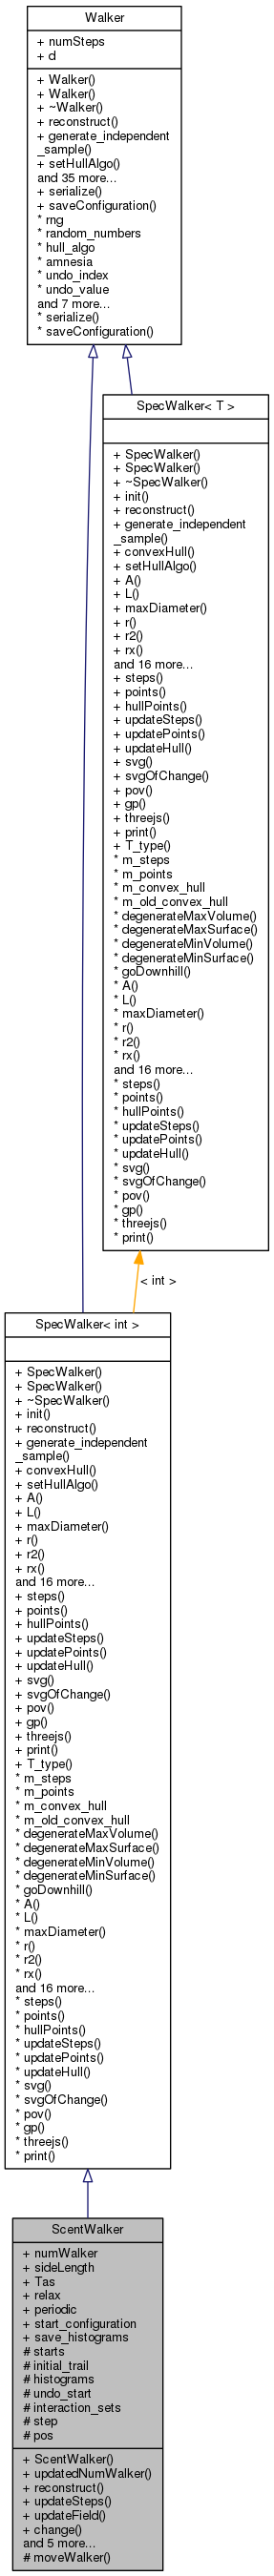 Walker
+ numSteps
+ d
+ Walker()
+ Walker()
+ ~Walker()
+ reconstruct()
+ generate_independent
_sample()
+ setHullAlgo()
and 35 more...
+ serialize()
+ saveConfiguration()
* rng
* random_numbers
* hull_algo
* amnesia
* undo_index
* undo_value
and 7 more...
* serialize()
* saveConfiguration()
SpecWalker< T >
+ SpecWalker()
+ SpecWalker()
+ ~SpecWalker()
+ init()
+ reconstruct()
+ generate_independent
_sample()
+ convexHull()
+ setHullAlgo()
+ A()
+ L()
+ maxDiameter()
+ r()
+ r2()
+ rx()
and 16 more...
+ steps()
+ points()
+ hullPoints()
+ updateSteps()
+ updatePoints()
+ updateHull()
+ svg()
+ svgOfChange()
+ pov()
+ gp()
+ threejs()
+ print()
+ T_type()
* m_steps
* m_points
* m_convex_hull
* m_old_convex_hull
* degenerateMaxVolume()
* degenerateMaxSurface()
* degenerateMinVolume()
* degenerateMinSurface()
* goDownhill()
* A()
* L()
* maxDiameter()
* r()
* r2()
* rx()
and 16 more...
* steps()
* points()
* hullPoints()
* updateSteps()
* updatePoints()
* updateHull()
* svg()
* svgOfChange()
* pov()
* gp()
* threejs()
* print()
< int >
SpecWalker< int >
+ SpecWalker()
+ SpecWalker()
+ ~SpecWalker()
+ init()
+ reconstruct()
+ generate_independent
_sample()
+ convexHull()
+ setHullAlgo()
+ A()
+ L()
+ maxDiameter()
+ r()
+ r2()
+ rx()
and 16 more...
+ steps()
+ points()
+ hullPoints()
+ updateSteps()
+ updatePoints()
+ updateHull()
+ svg()
+ svgOfChange()
+ pov()
+ gp()
+ threejs()
+ print()
+ T_type()
* m_steps
* m_points
* m_convex_hull
* m_old_convex_hull
* degenerateMaxVolume()
* degenerateMaxSurface()
* degenerateMinVolume()
* degenerateMinSurface()
* goDownhill()
* A()
* L()
* maxDiameter()
* r()
* r2()
* rx()
and 16 more...
* steps()
* points()
* hullPoints()
* updateSteps()
* updatePoints()
* updateHull()
* svg()
* svgOfChange()
* pov()
* gp()
* threejs()
* print()
ScentWalker
+ numWalker
+ sideLength
+ Tas
+ relax
+ periodic
+ start_configuration
+ save_histograms
# starts
# initial_trail
# histograms
# undo_start
# interaction_sets
# step
# pos
+ ScentWalker()
+ updatedNumWalker()
+ reconstruct()
+ updateSteps()
+ updateField()
+ change()
and 5 more...
# moveWalker()